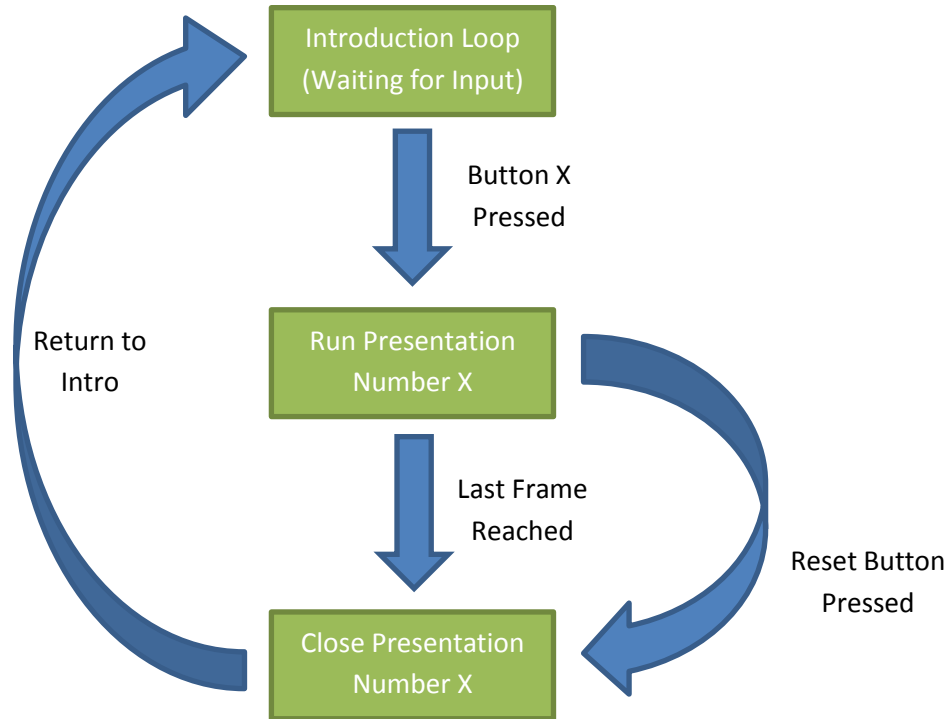 Introduction Loop
(Waiting for Input)
Button X
Pressed
Return to
Intro
Run Presentation
Number X
Last Frame
Reached
Reset Button
Pressed
Close Presentation
Number X